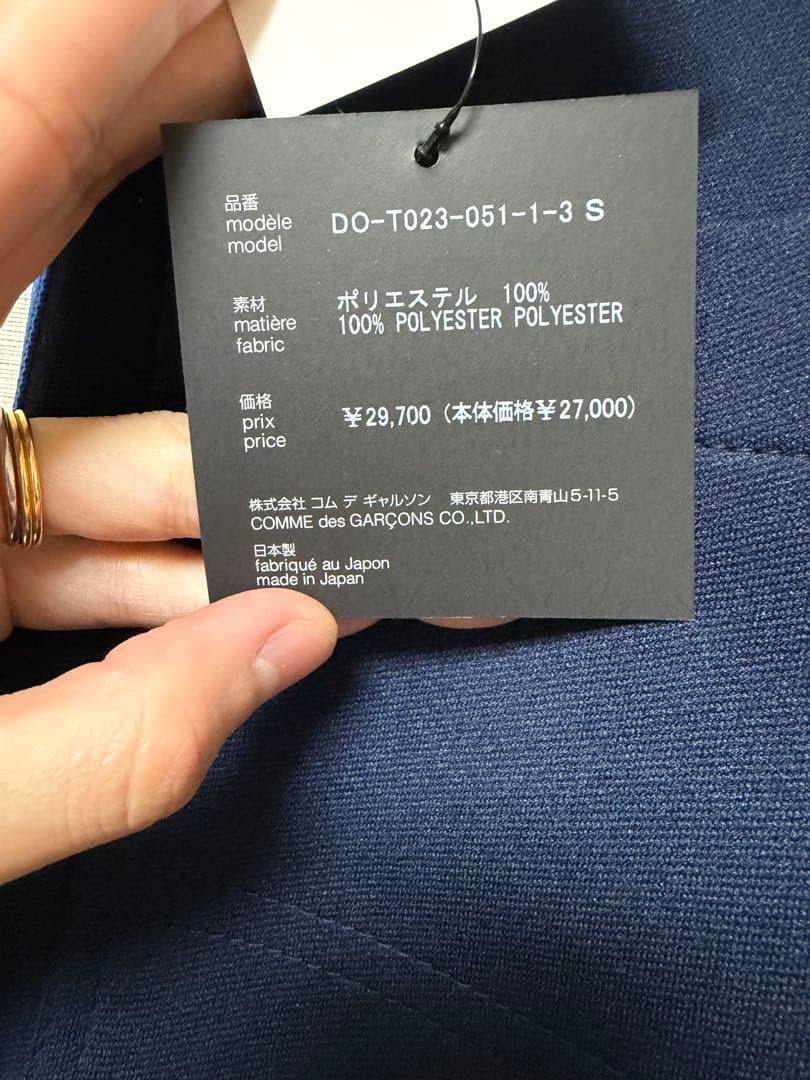 品番
modèle
model
DO-T023-051-1-3 S
素材
matière
fabric
ポリエステル 100%
100% POLYESTER POLYESTER
価格
prix
price
¥29,700 (本体価格¥27,000)
株式会社 コム デ ギャルソン 東京都港区南青山5-11-5
COMME des GARÇONS CO.,LTD.
日本製
fabriqué au Japon
made in Japan